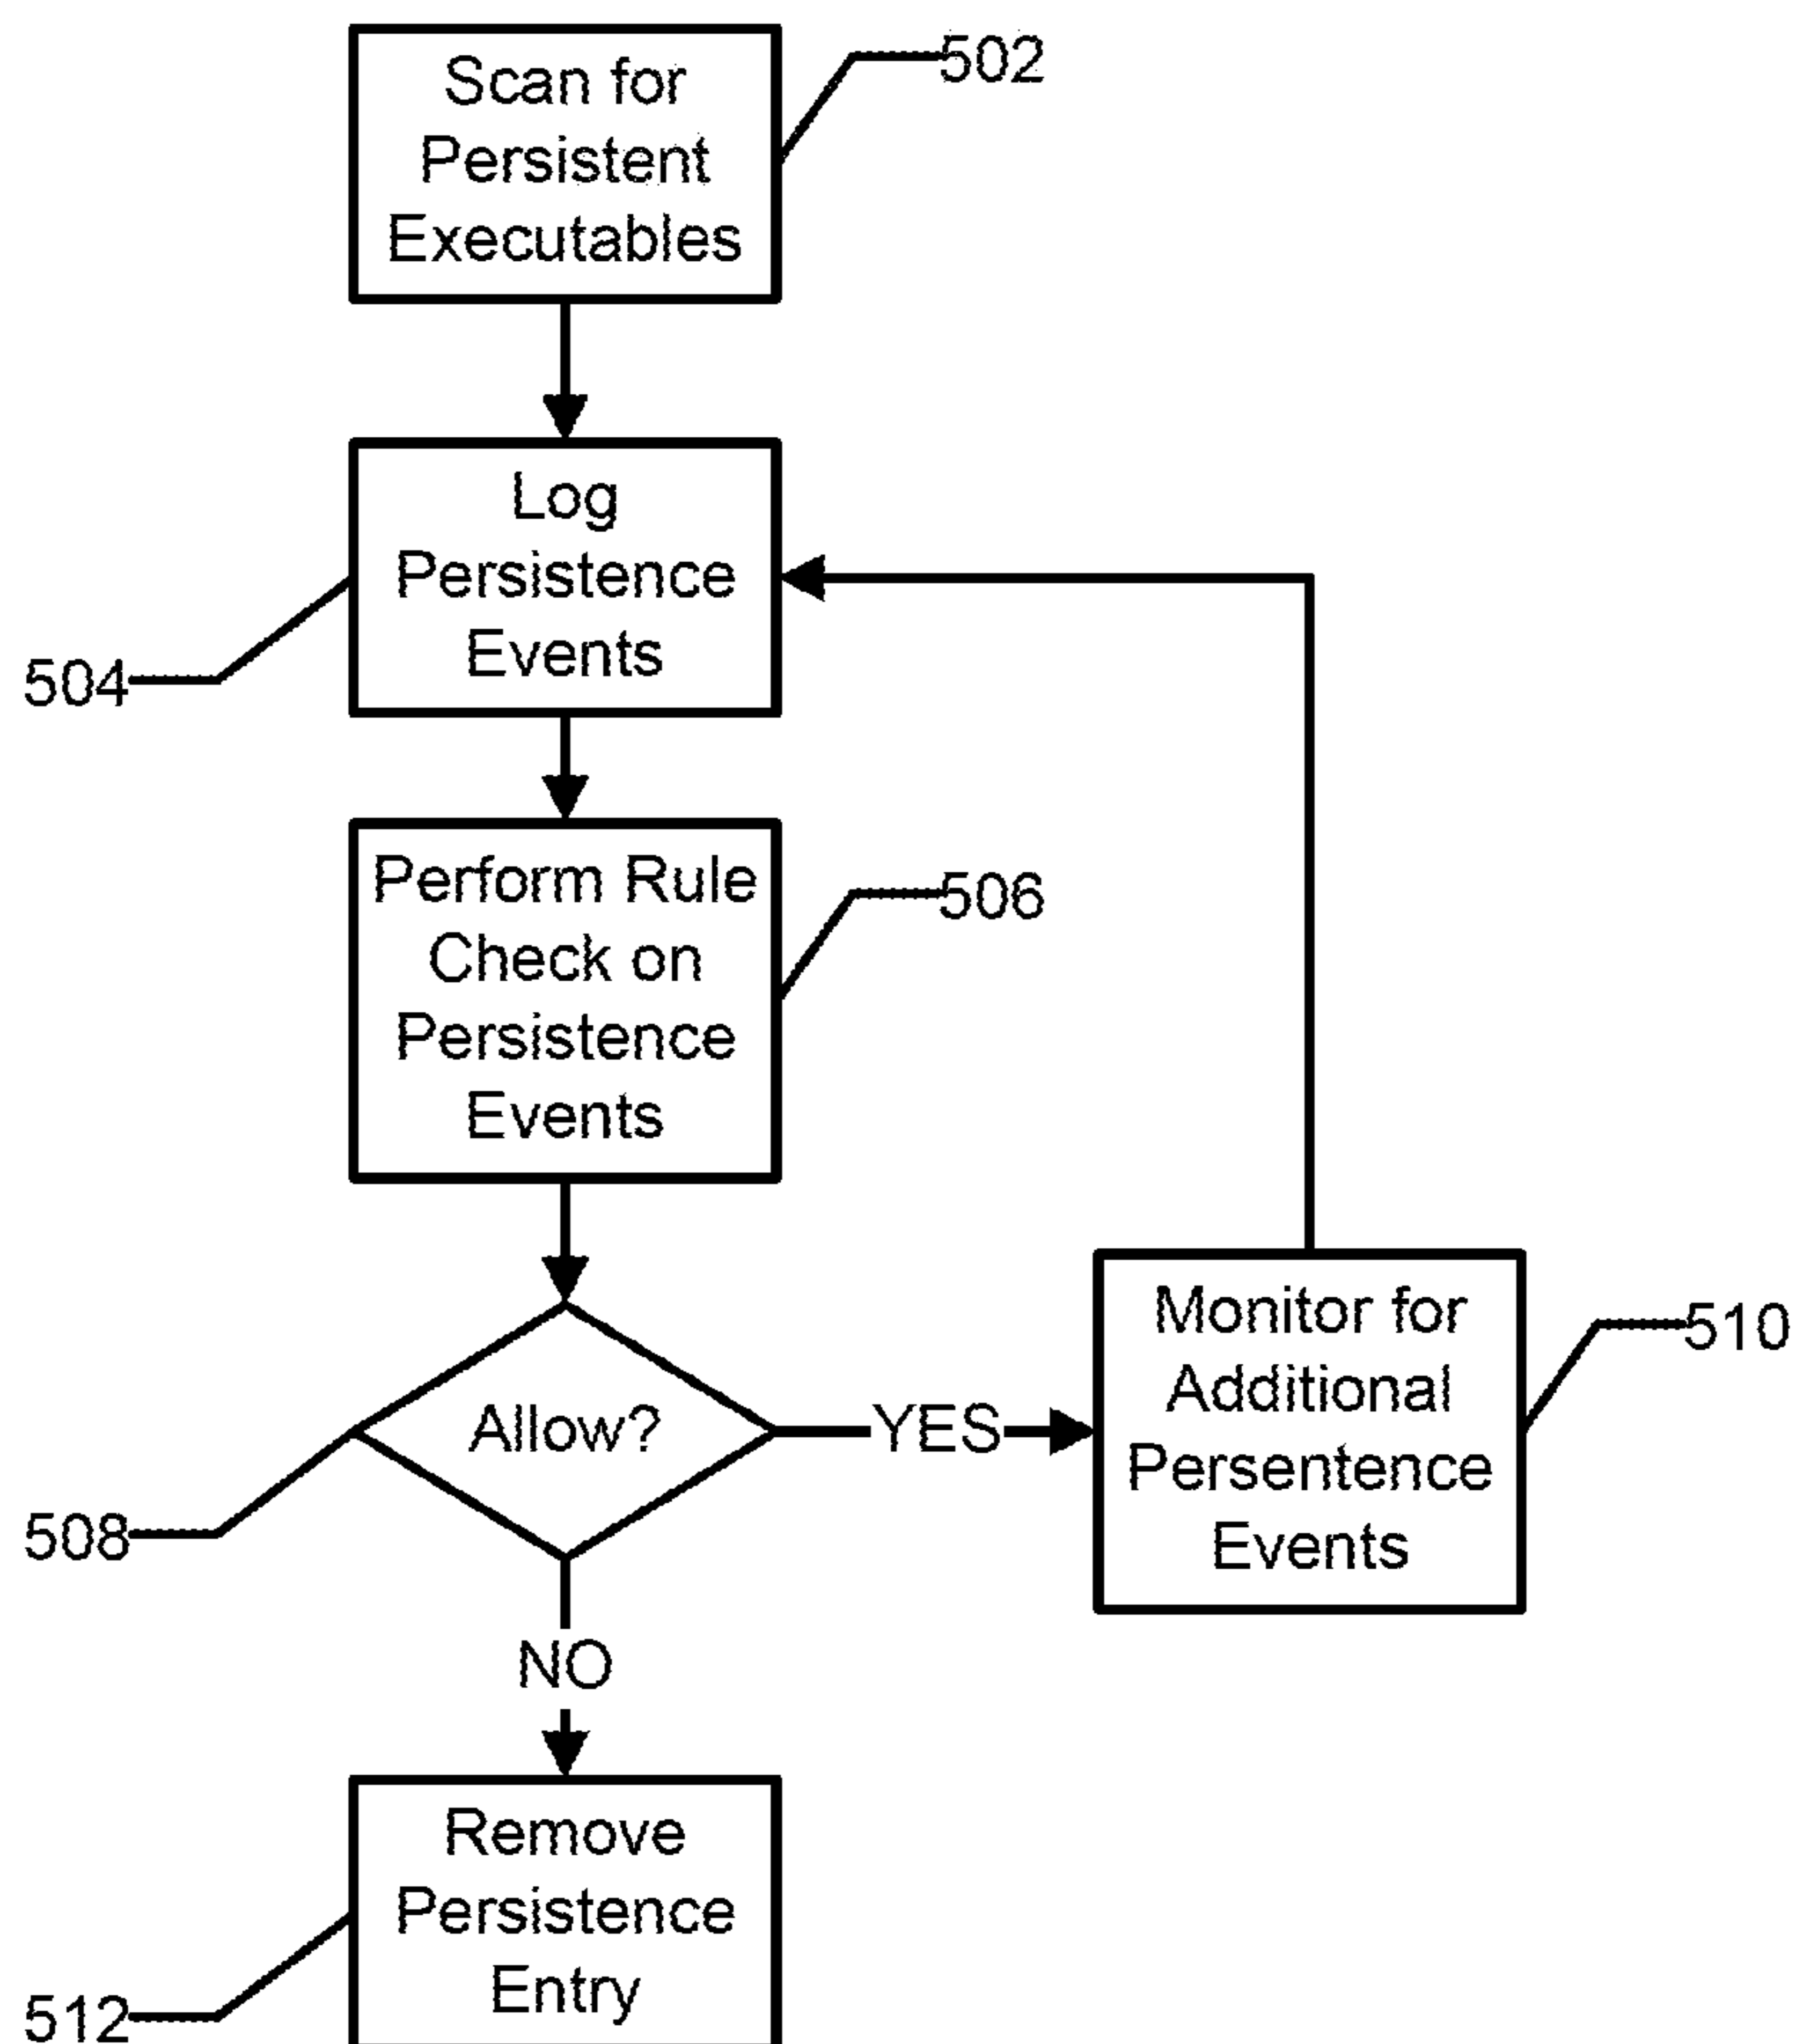 Scan for
Persistent
Executables
502
Log
Persistence
Events
504
Perform Rule
Check on
Persistence
Events
506
Allow?
508
YES
Monitor for
Additional
Persentence
Events
510
NO
Remove
Persistence
Entry
512